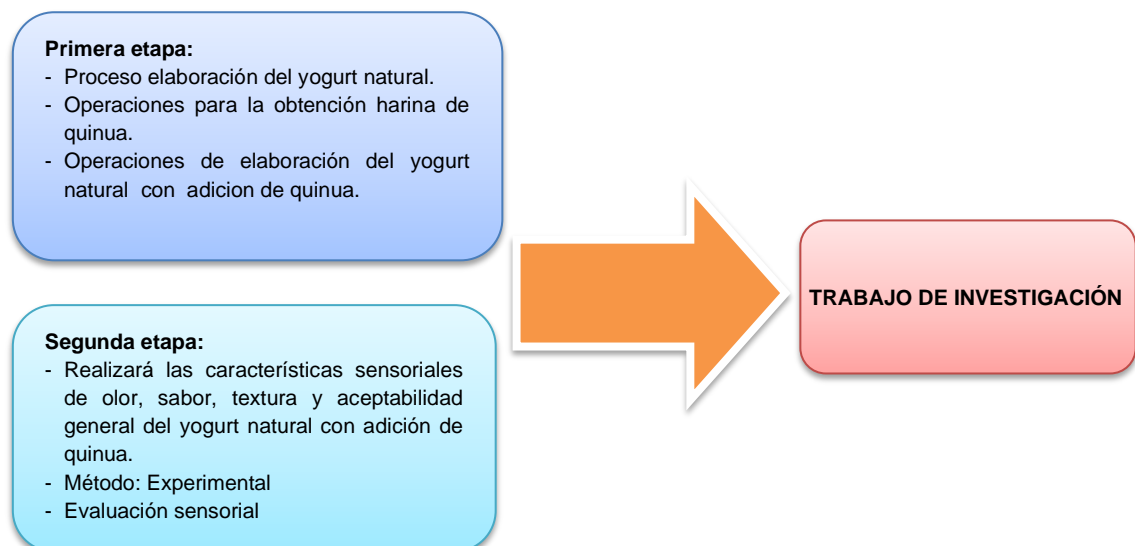 Primera etapa:
- Proceso elaboración del yogurt natural.
- Operaciones para la obtención harina de
quinua.
- Operaciones de elaboración del yogurt
natural con adicion de quinua.
Segunda etapa:
- Realizará las características sensoriales
de olor, sabor, textura y aceptabilidad
general del yogurt natural con adición de
quinua.
- Método: Experimental
- Evaluación sensorial
TRABAJO DE INVESTIGACIÓN